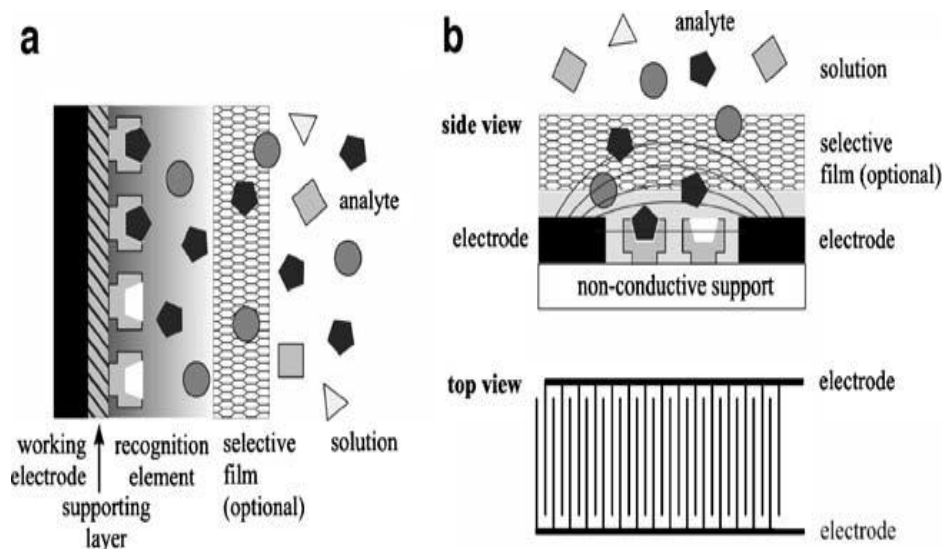 a
analyte
working
electrode
supporting
layer
recognition
element
selective
film
(optional)
solution
b
analyte
solution
side view
selective
film (optional)
electrode
electrode
non-conductive support
top view
electrode
electrode